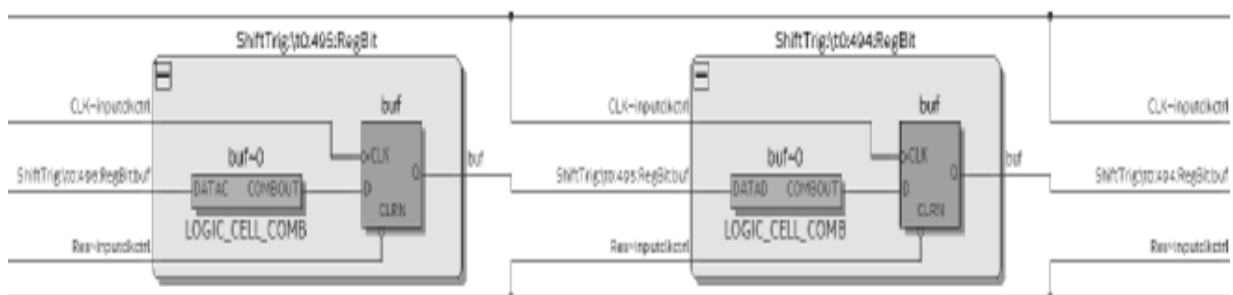 ShiftTrig:\t0:495:RegBit
CLK~inputclkctrl
buf
buf~0
CLK
Q
buf
ShiftTrig:\t0:496:RegBit:buf
DATAC COMBOUT
D
CLRN
LOGIC_CELL_COMB
Res~inputclkctrl
ShiftTrig:\t0:494:RegBit
CLK~inputclkctrl
buf
buf~0
CLK
Q
buf
ShiftTrig:\t0:495:RegBit:buf
DATAD COMBOUT
D
CLRN
LOGIC_CELL_COMB
Res~inputclkctrl
CLK~inputclkctrl
ShiftTrig:\t0:494:RegBit:buf
Res~inputclkctrl